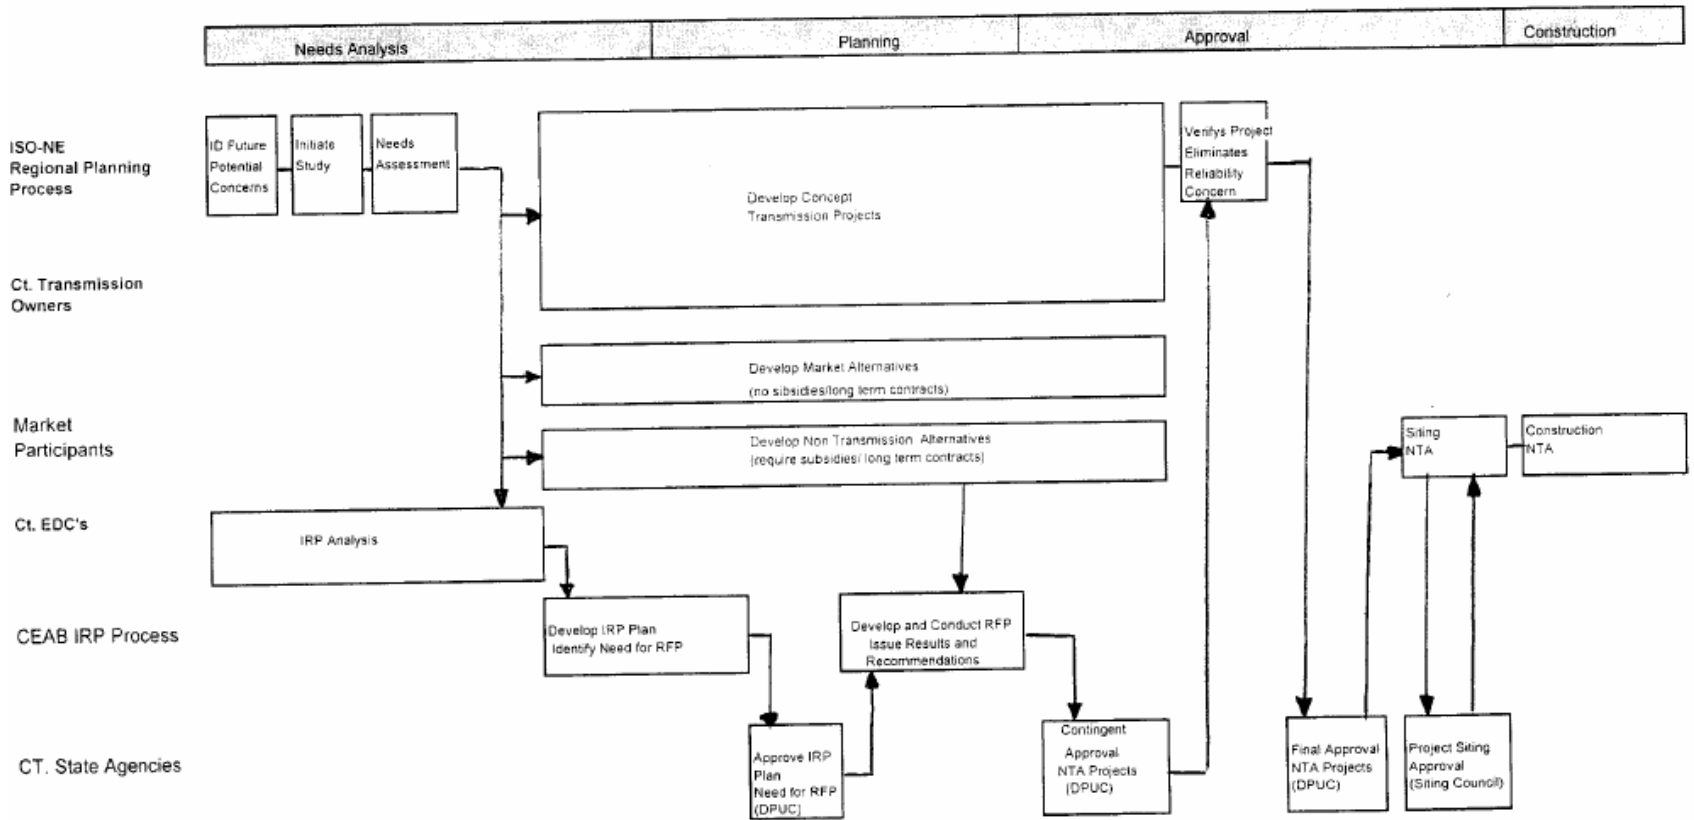 Needs Analysis
Planning
Approval
Construction
ISO-NE
Regional Planning
Process
ID Future
Potential
Concerns
Initiate
Study
Needs
Assessment
Develop Concept
Transmission Projects
Verifys Project
Eliminates
Reliability
Concern
Ct. Transmission
Owners
Develop Market Alternatives
(no subsidies/long term contracts)
Market
Participants
Develop Non Transmission Alternatives
(require subsidies/ long term contracts)
Siting
NTA
Construction
NTA
Ct. EDC's
IRP Analysis
CEAB IRP Process
Develop IRP Plan
Identify Need for RFP
Develop and Conduct RFP
Issue Results and
Recommendations
CT. State Agencies
Approve IRP
Plan
Need for RFP
(DPUC)
Contingent
Approval
NTA Projects
(DPUC)
Final Approval
NTA Projects
(DPUC)
Project Siting
Approval
(Siting Council)